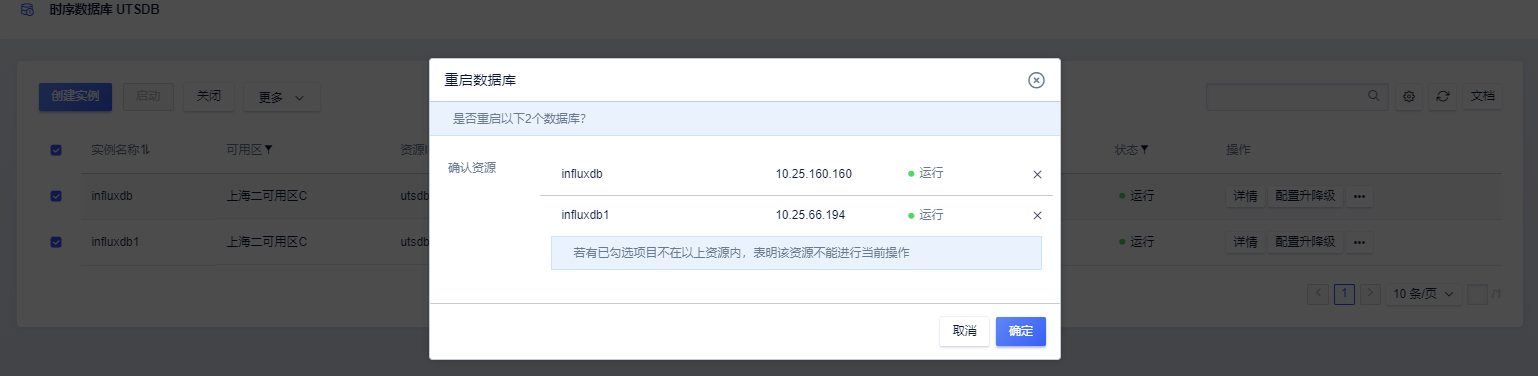 时序数据库 UTSDB
重启数据库
是否重启以下2个数据库?
创建实例 启动 关闭 更多 文档
实例名称 可用区 资源I 状态 操作
确认资源 influxdb 10.25.160.160 运行
influxdb1 10.25.66.194 运行
若有已勾选项目不在以上资源内，表明该资源不能进行当前操作
influxdb 上海二可用区C utsdb 运行 详情 配置升降级 •••
influxdb1 上海二可用区C utsdb 运行 详情 配置升降级 •••
1 10 条/页 /1
取消 确定